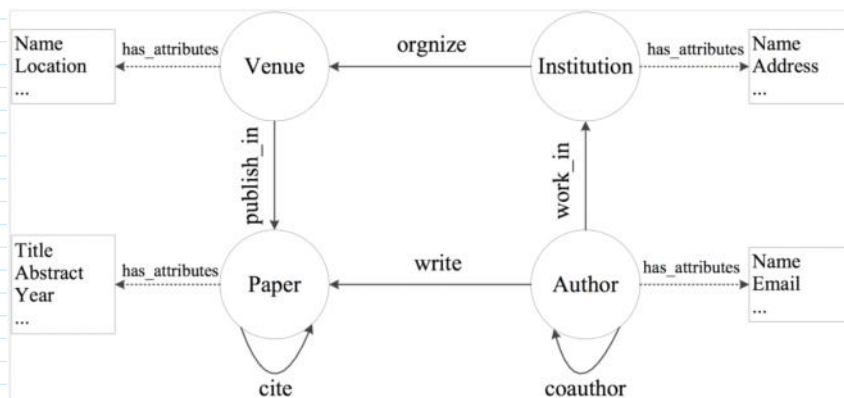 Name
Location
...
has_attributes
Venue
orgnize
Institution
has_attributes
Name
Address
...
publish_in
work_in
Title
Abstract
Year
...
has_attributes
Paper
write
Author
has_attributes
Name
Email
...
cite
coauthor